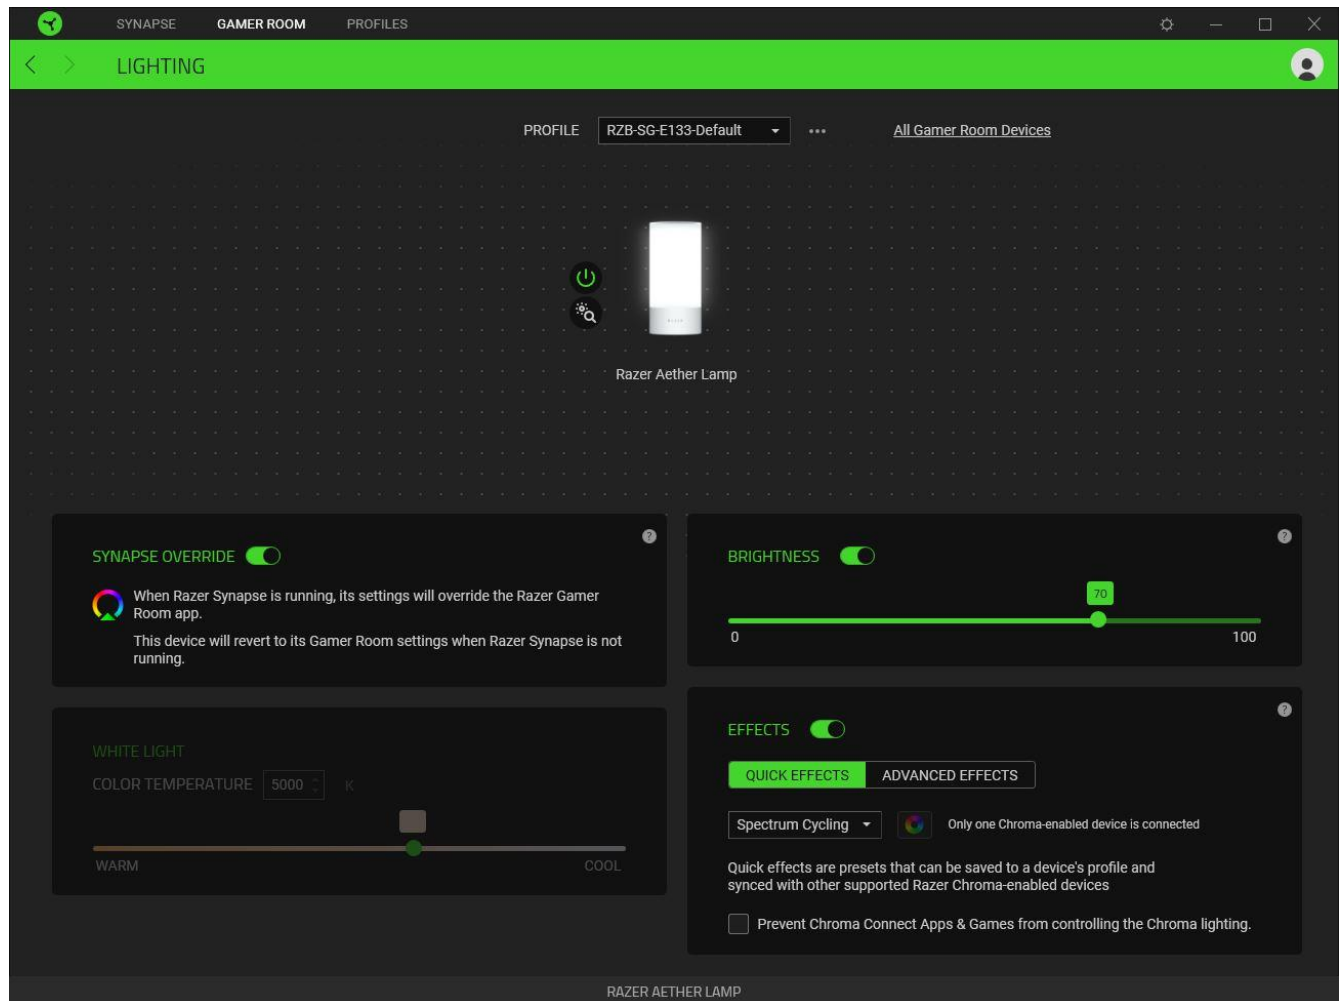 SYNAPSE GAMER ROOM PROFILES
LIGHTING
PROFILE RZB-SG-E133-Default All Gamer Room Devices
Razer Aether Lamp
SYNAPSE OVERRIDE
When Razer Synapse is running, its settings will override the Razer Gamer
Room app.
This device will revert to its Gamer Room settings when Razer Synapse is not
running.
WHITE LIGHT
COLOR TEMPERATURE 5000 K
WARM COOL
BRIGHTNESS
70
0 100
EFFECTS
QUICK EFFECTS ADVANCED EFFECTS
Spectrum Cycling Only one Chroma-enabled device is connected
Quick effects are presets that can be saved to a device's profile and
synced with other supported Razer Chroma-enabled devices
Prevent Chroma Connect Apps & Games from controlling the Chroma lighting.
RAZER AETHER LAMP